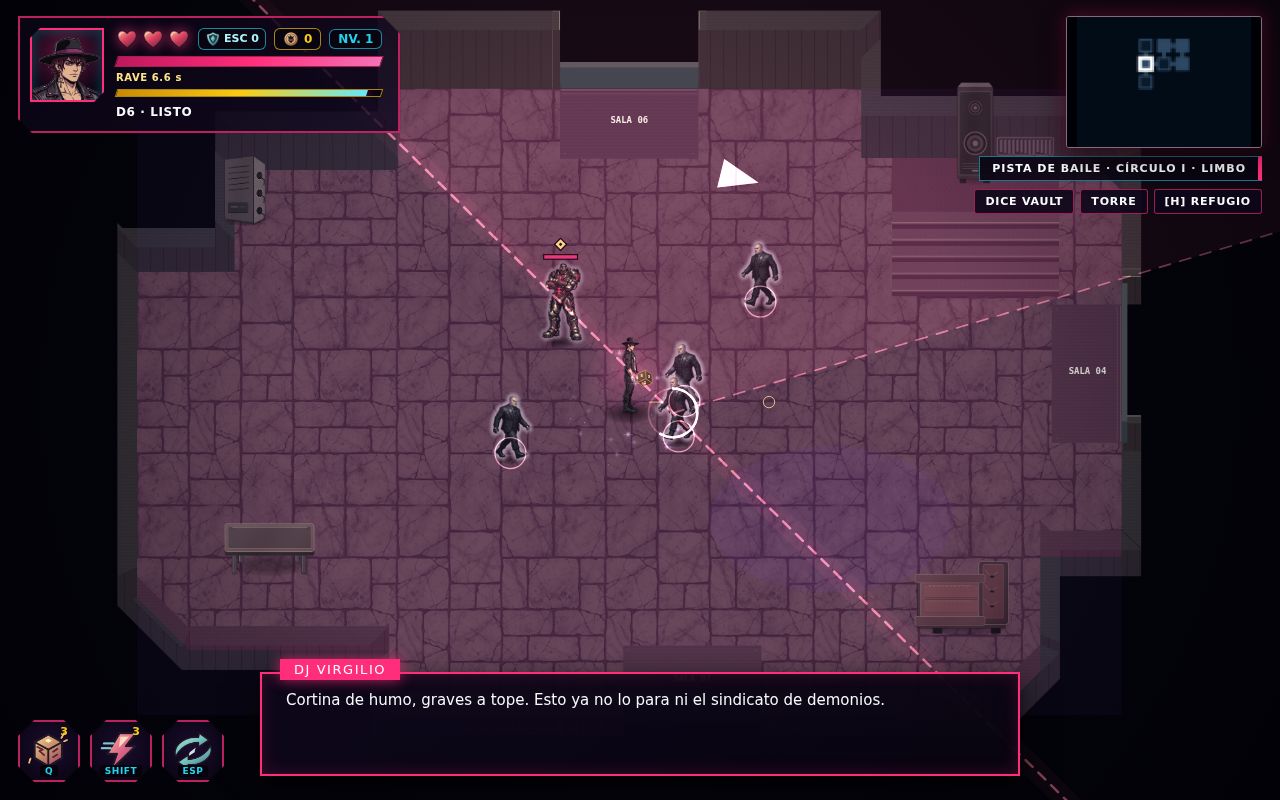 ESC 0
0
NV. 1
RAVE 6.6 s
D6 · LISTO
SALA 06
PISTA DE BAILE · CÍRCULO I · LIMBO
DICE VAULT
TORRE
[H] REFUGIO
SALA 04
DJ VIRGILIO
Cortina de humo, graves a tope. Esto ya no lo para ni el sindicato de demonios.
3
Q
3
SHIFT
ESP